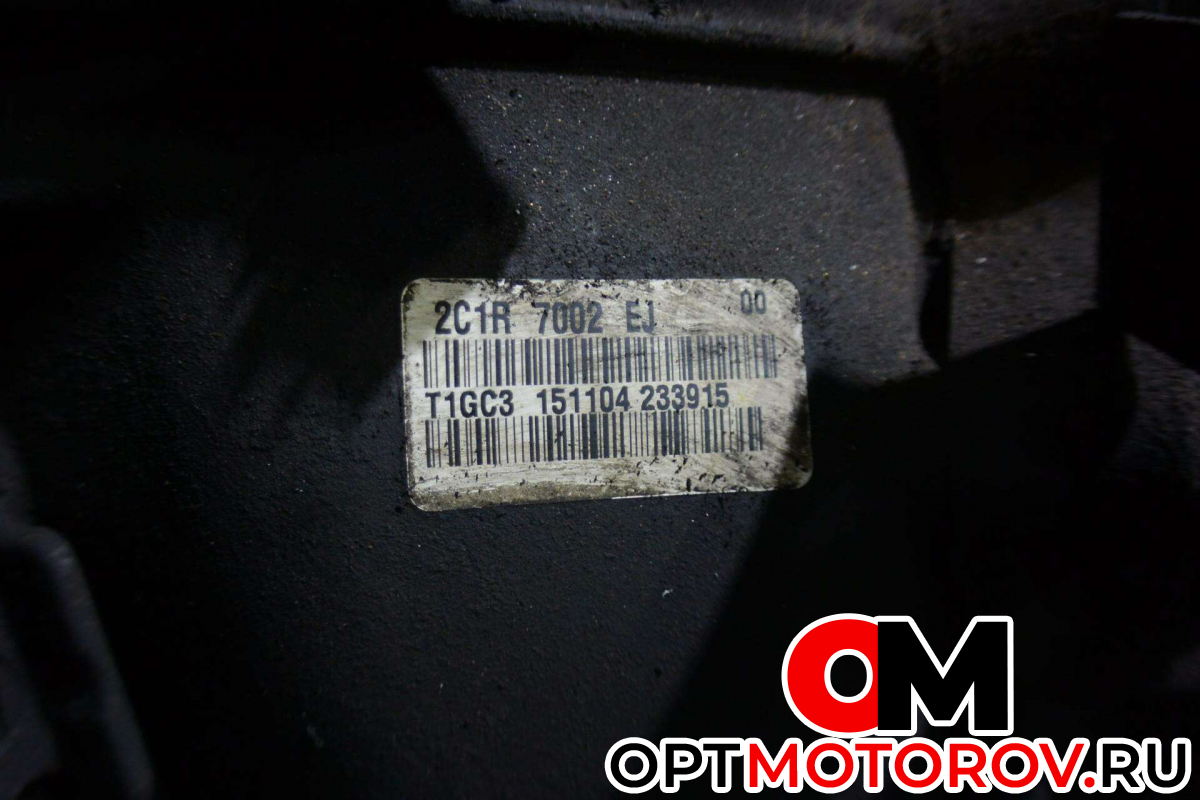 2C1R 7002 EJ 00
T1GC3 151104 233915
OM
OPTMOTOROV.RU